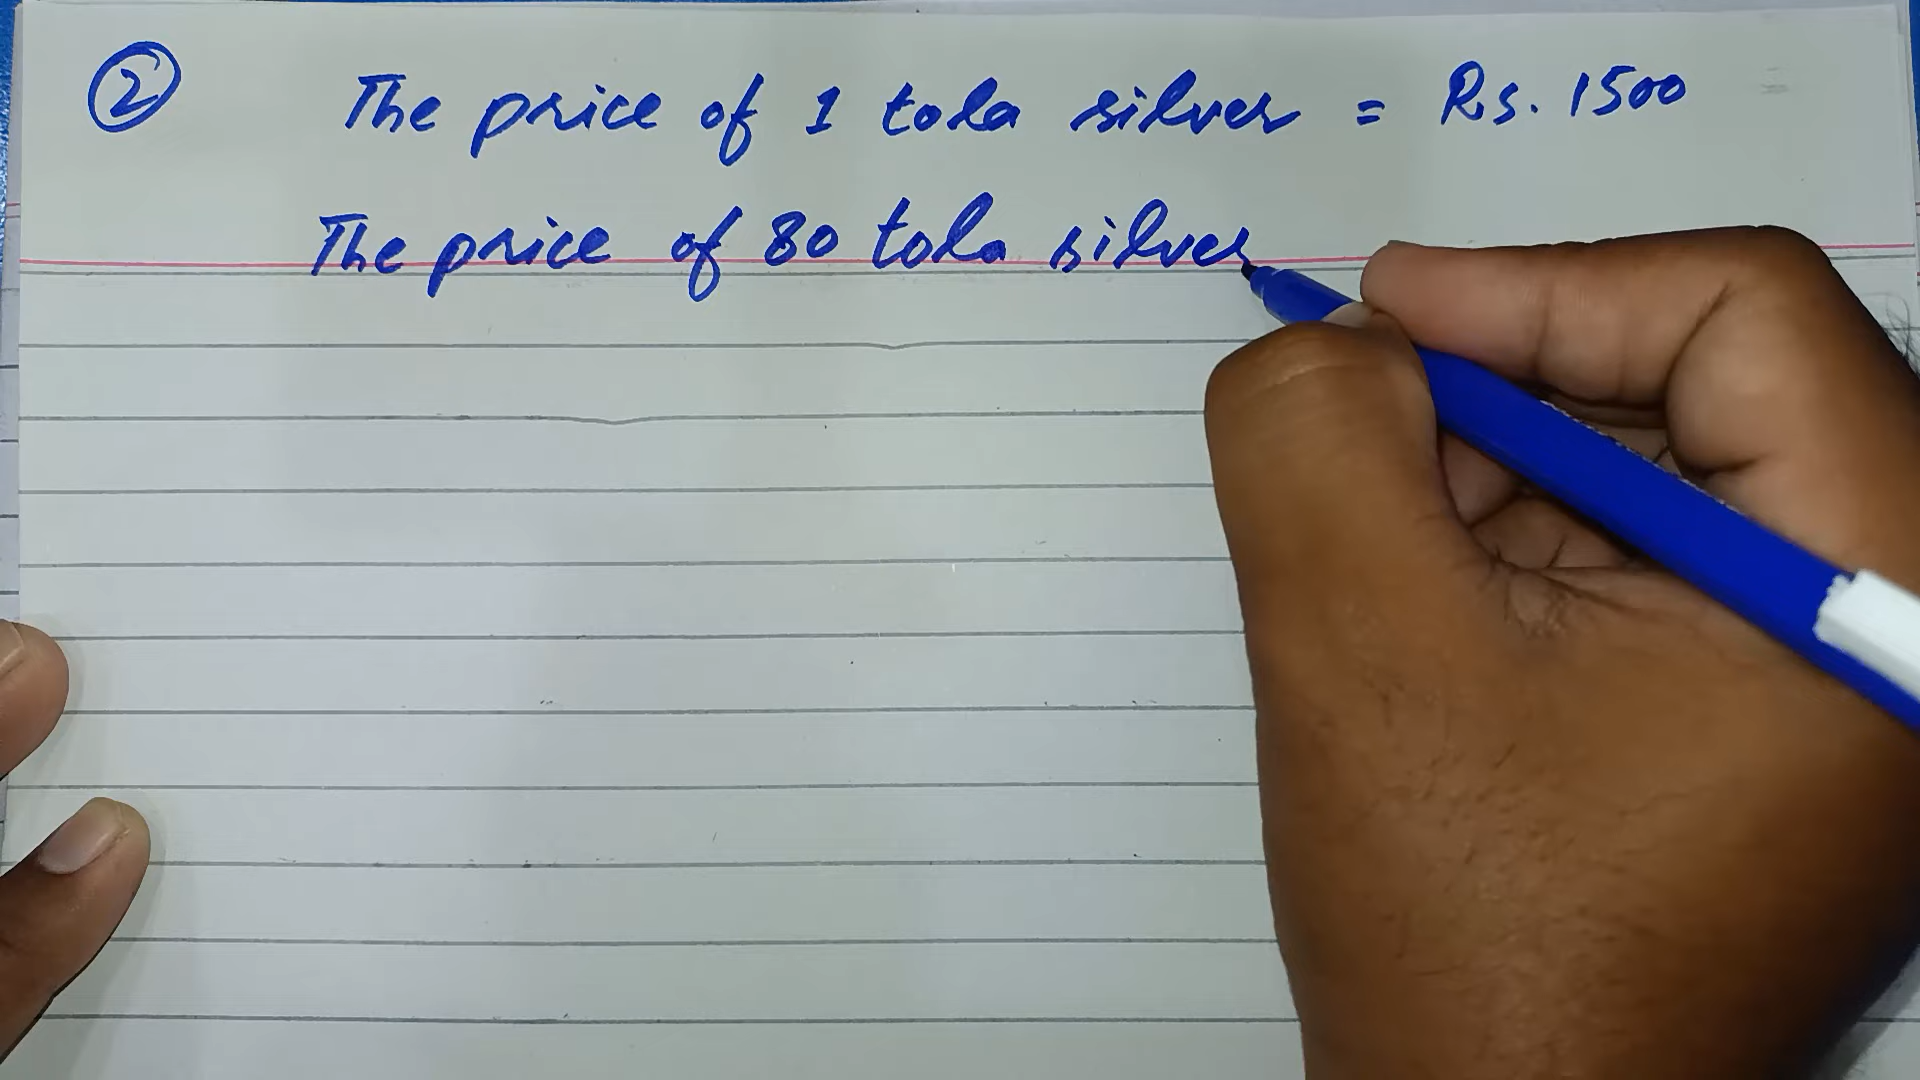 2 The price of 1 tola silver = Rs. 1500
The price of 80 tola silver